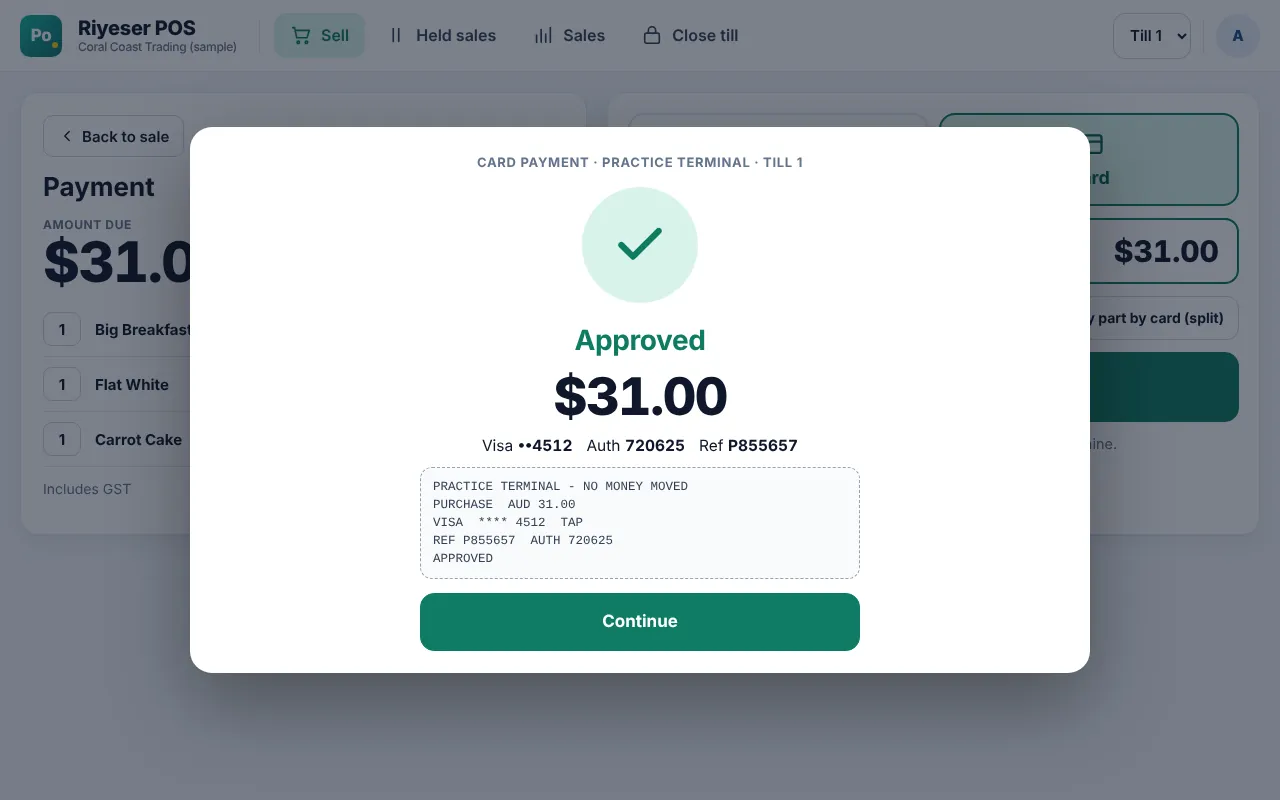 Po
Riyeser POS
Coral Coast Trading (sample)
Sell
Held sales
Sales
Close till
Till 1
A
Back to sale
Payment
AMOUNT DUE
$31.0
1 Big Breakfast
1 Flat White
1 Carrot Cake
Includes GST
CARD PAYMENT · PRACTICE TERMINAL · TILL 1
Approved
$31.00
Visa ••4512 Auth 720625 Ref P855657
PRACTICE TERMINAL - NO MONEY MOVED
PURCHASE AUD 31.00
VISA **** 4512 TAP
REF P855657 AUTH 720625
APPROVED
Continue
$31.00
part by card (split)